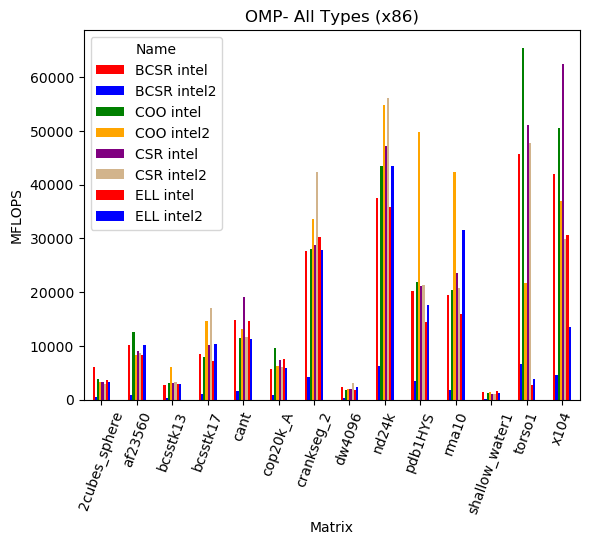 OMP- All Types (x86)
Name
BCSR intel
BCSR intel2
COO intel
COO intel2
CSR intel
CSR intel2
ELL intel
ELL intel2
MFLOPS
60000
50000
40000
30000
20000
10000
0
2cubes_sphere
af23560
bcsstk13
bcsstk17
cant
cop20k_A
crankseg_2
dw4096
nd24k
pdb1HYS
rma10
shallow_water1
torso1
x104
Matrix